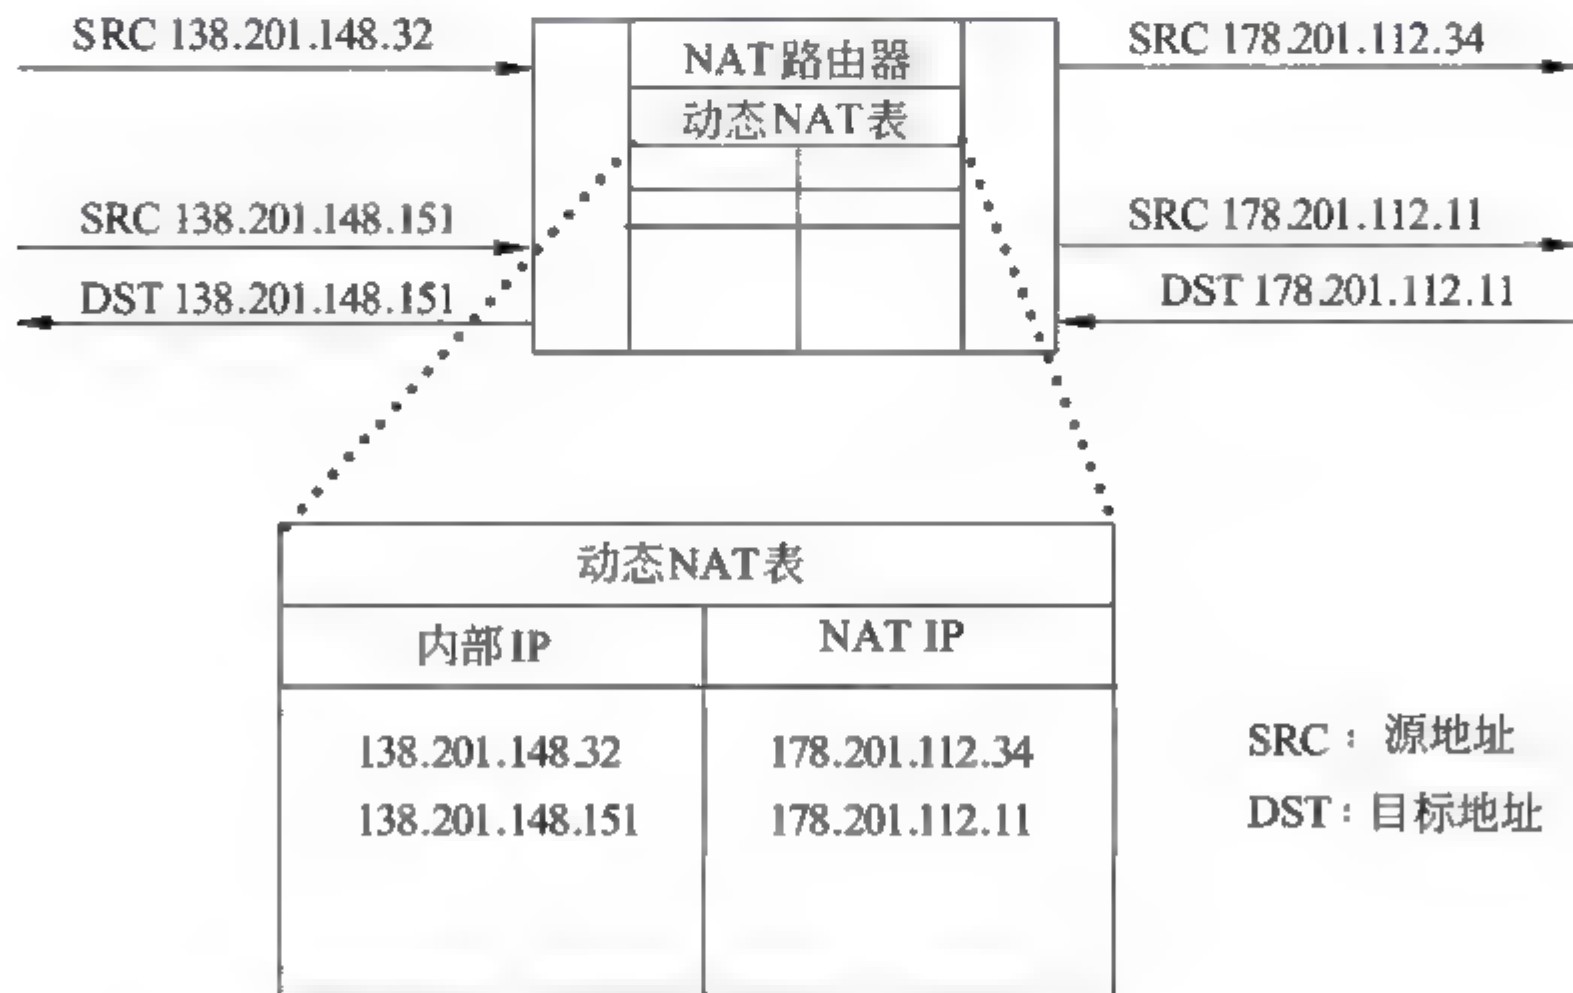 SRC 138.201.148.32
NAT路由器
SRC 178.201.112.34
动态NAT表
SRC 138.201.148.151
SRC 178.201.112.11
DST 138.201.148.151
DST 178.201.112.11
动态NAT表
内部IP
NAT IP
138.201.148.32
178.201.112.34
138.201.148.151
178.201.112.11
SRC：源地址
DST：目标地址